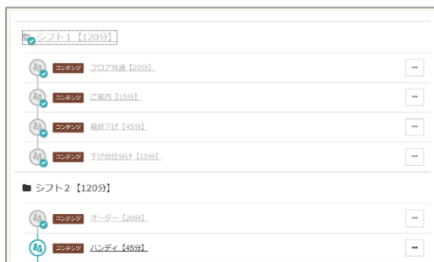 シフト1【120分】
コンテンツ フロア共通【20分】
コンテンツ ご案内【15分】
コンテンツ 最終下げ【45分】
コンテンツ 下げ台仕分け【10分】
シフト2【120分】
コンテンツ オーダー【20分】
コンテンツ ハンディ【45分】